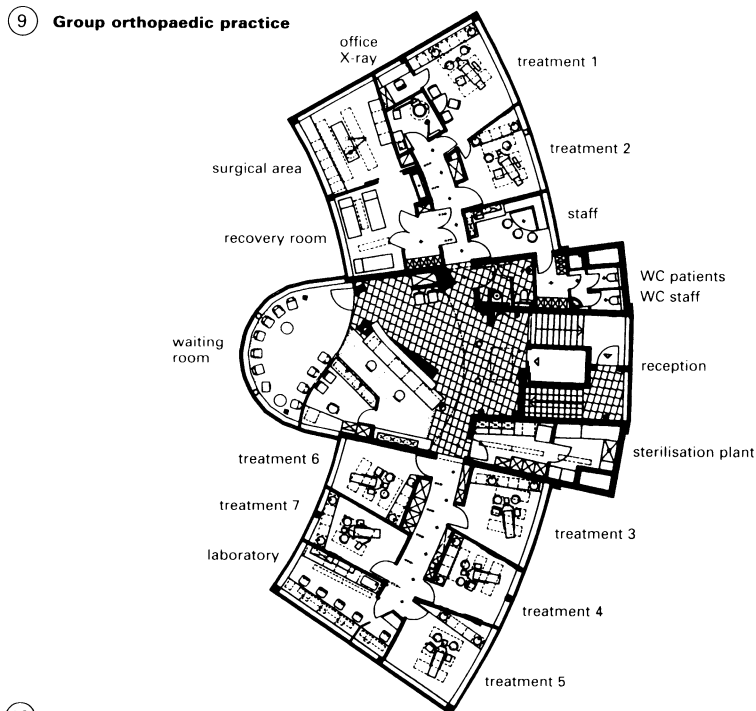 9 Group orthopaedic practice
office
X-ray
treatment 1
treatment 2
surgical area
staff
recovery room
WC patients
WC staff
waiting
room
reception
treatment 6
sterilisation plant
treatment 7
treatment 3
laboratory
treatment 4
treatment 5